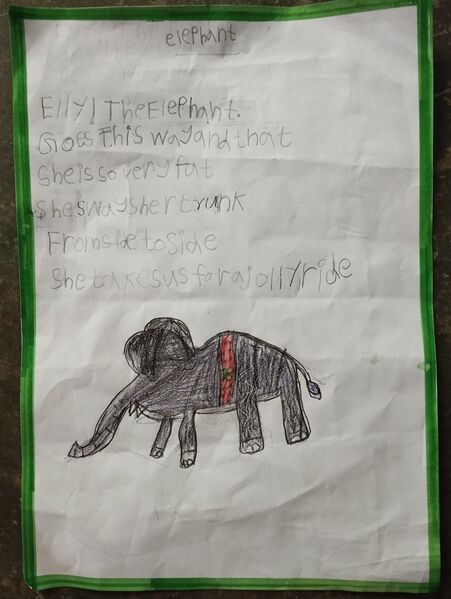 elephant
Elly! The Elephant.
Goes This way and that
She is so very fat
She sways her trunk
From side to side
She takes us for a jolly ride